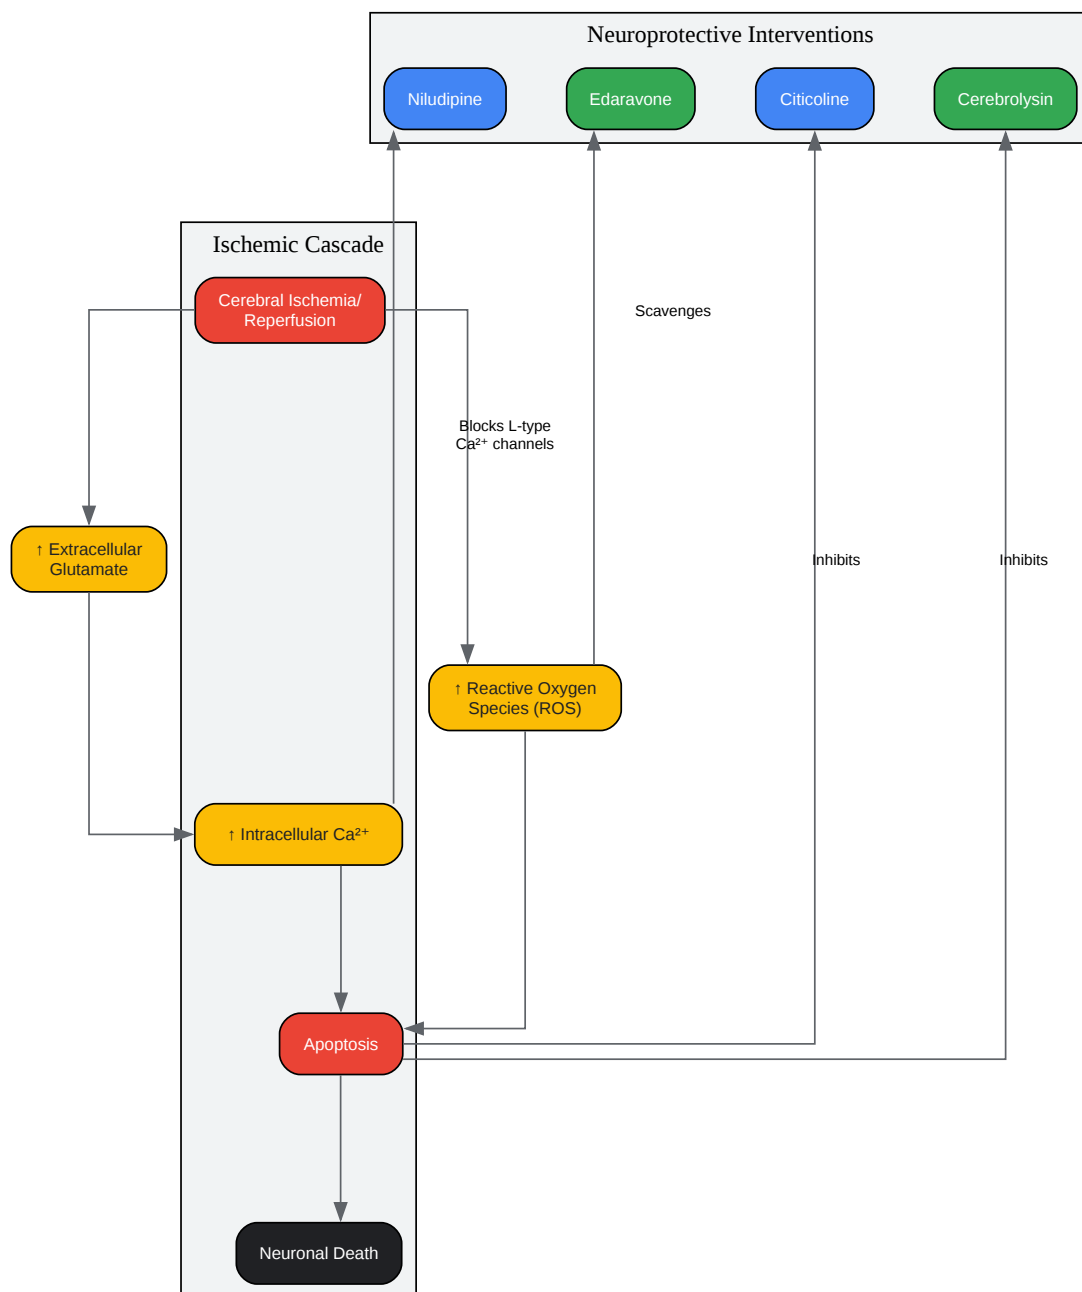 Neuroprotective Interventions
Niludipine
Edaravone
Citicoline
Cerebrolysin
Ischemic Cascade
Cerebral Ischemia/
Reperfusion
Scavenges
Blocks L-type
Ca²⁺ channels
↑ Extracellular
Glutamate
Inhibits
Inhibits
↑ Reactive Oxygen
Species (ROS)
↑ Intracellular Ca²⁺
Apoptosis
Neuronal Death